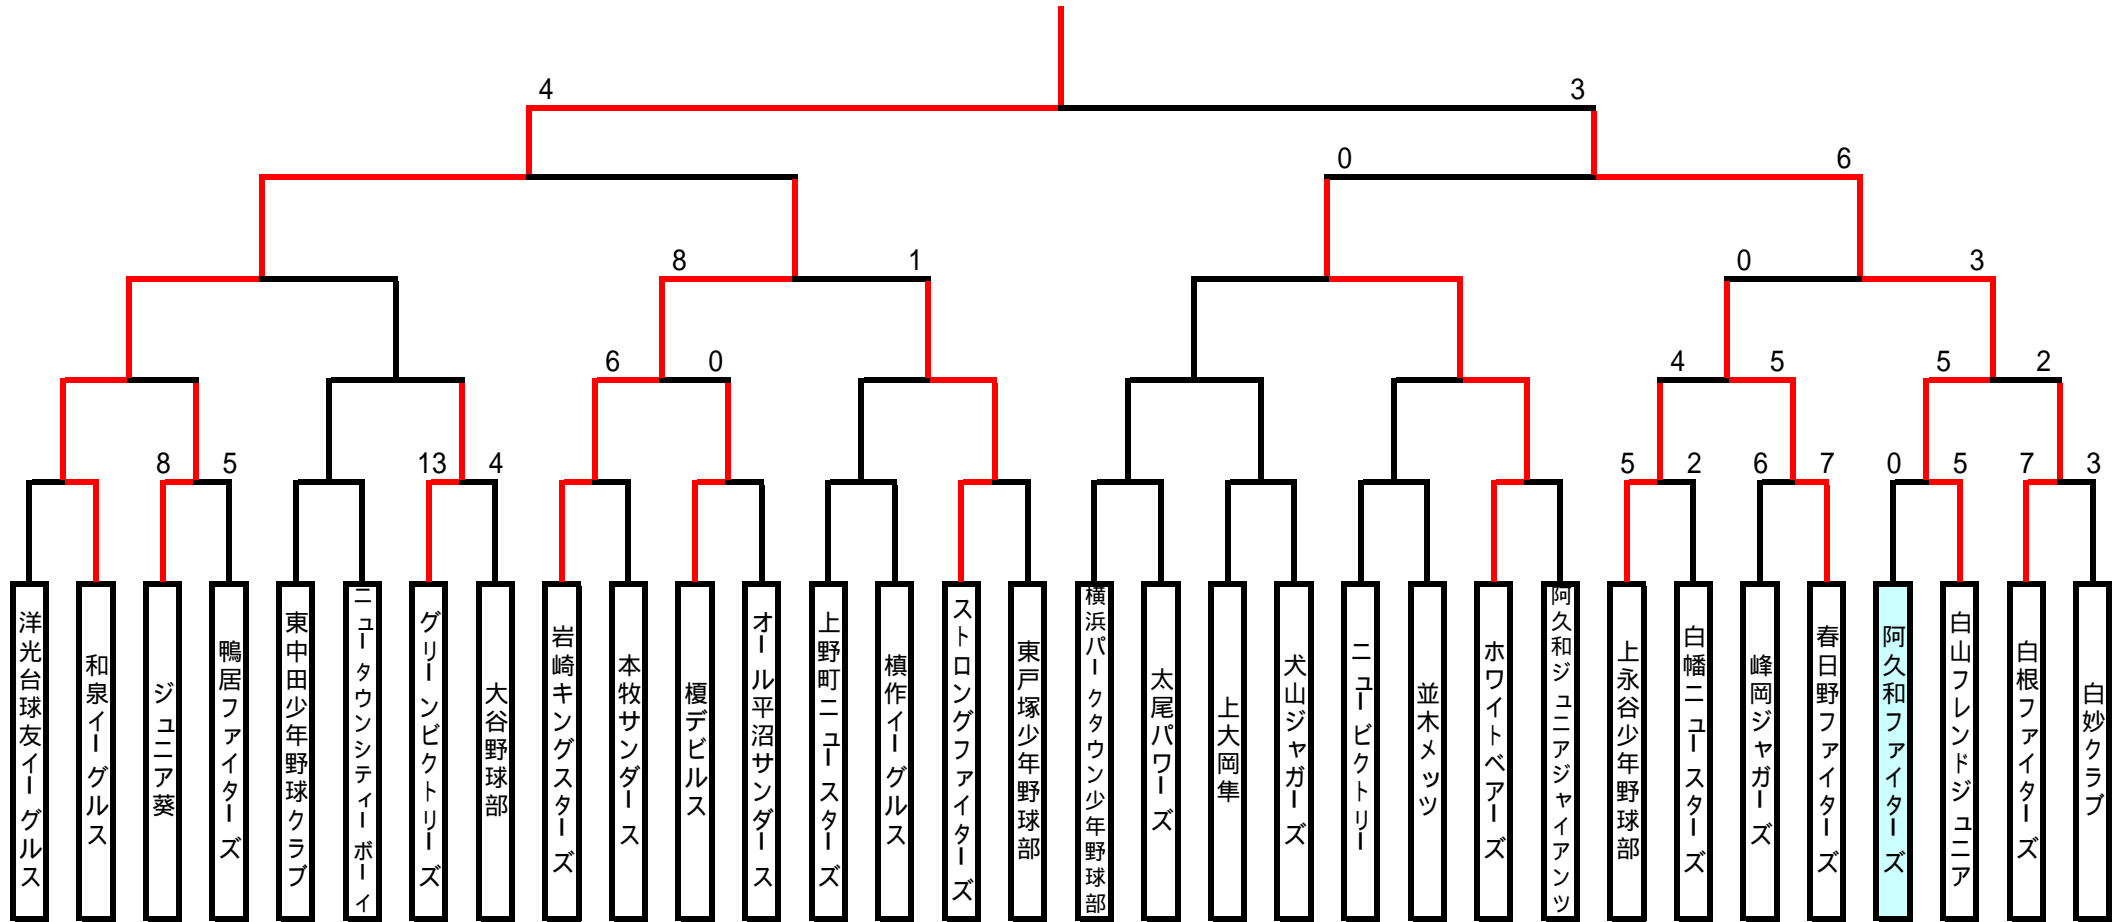 4 3
0 6
8 1 0 3
6 0 4 5 5 2
8 5 13 4 5 2 6 7 0 5 7 3
洋光台球友イーグルス
和泉イーグルス
ジュニア葵
鴨居ファイターズ
東中田少年野球クラブ
ニュータウンシティーボーイ
グリーンビクトリーズ
大谷野球部
岩崎キングスターズ
本牧サンダース
榎デビルス
オール平沼サンダース
上野町ニュースターズ
槙作イーグルス
ストロングファイターズ
東戸塚少年野球部
横浜パークタウン少年野球部
太尾パワーズ
上大岡隼
犬山ジャガーズ
ニュービクトリー
並木メッツ
ホワイトベアーズ
阿久和ジュニアジャイアンツ
上永谷少年野球部
白幡ニュースターズ
峰岡ジャガーズ
春日野ファイターズ
阿久和ファイターズ
白山フレンドジュニア
白根ファイターズ
白妙クラブ